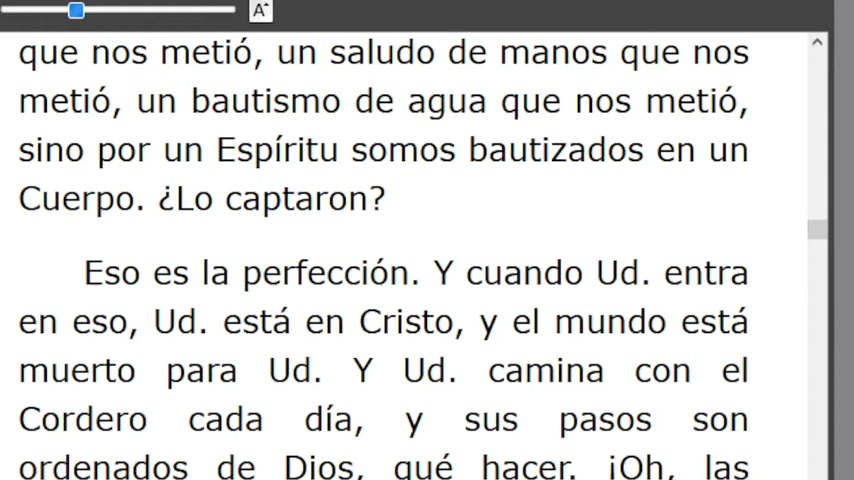 A
que nos metió, un saludo de manos que nos
metió, un bautismo de agua que nos metió,
sino por un Espíritu somos bautizados en un
Cuerpo. ¿Lo captaron?
Eso es la perfección. Y cuando Ud. entra
en eso, Ud. está en Cristo, y el mundo está
muerto para Ud. Y Ud. camina con el
Cordero cada día, y sus pasos son
ordenados de Dios, qué hacer. ¡Oh, las